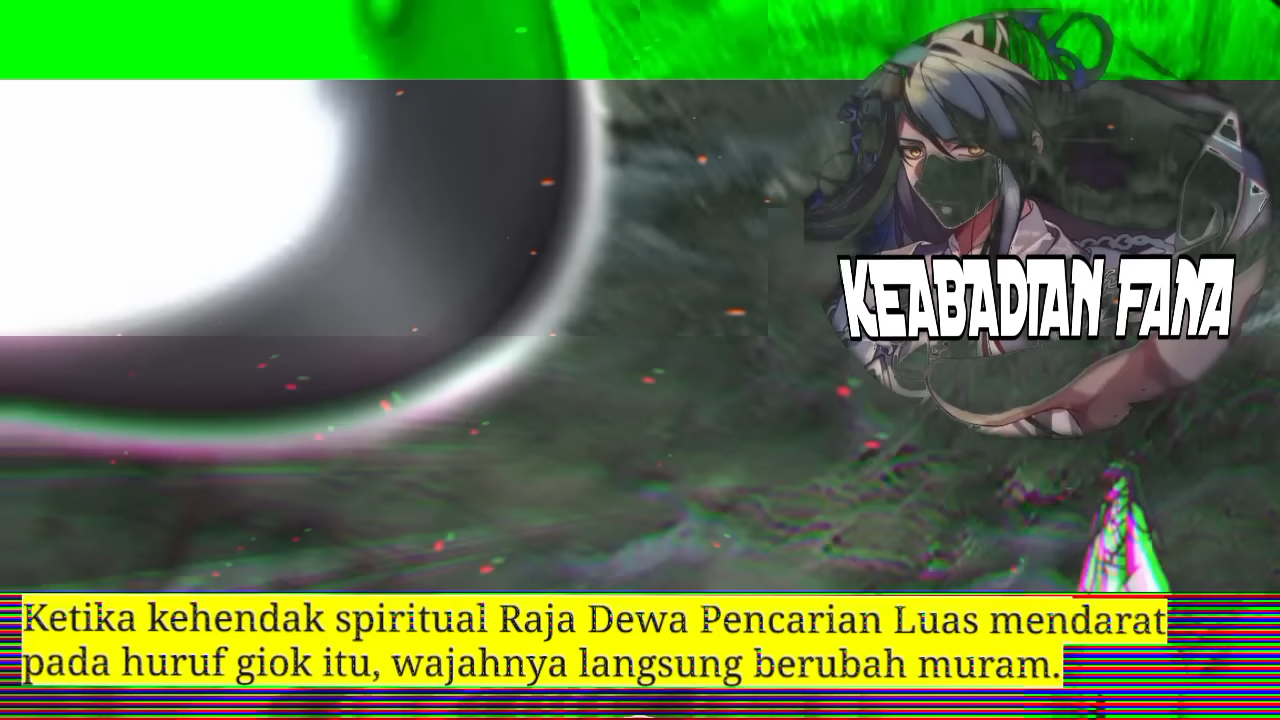 KEABADIAN FANA
Ketika kehendak spiritual Raja Dewa Pencarian Luas mendarat
pada huruf giok itu, wajahnya langsung berubah muram.